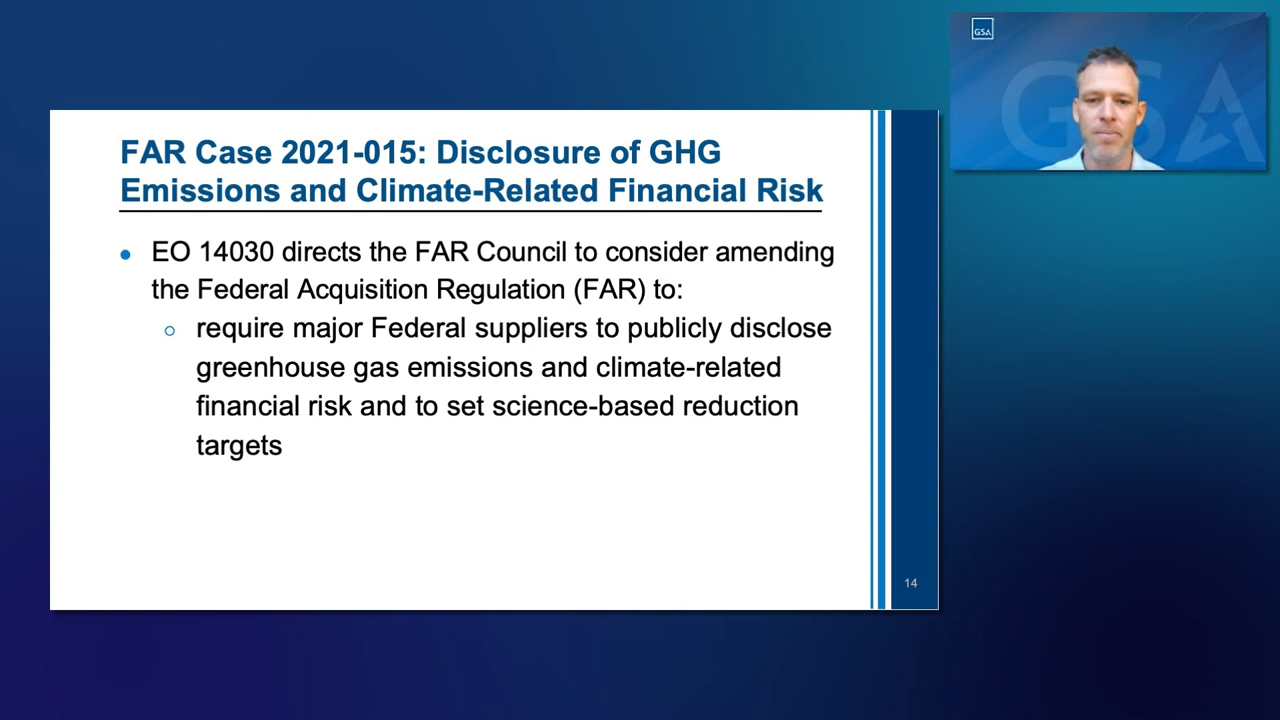 FAR Case 2021-015: Disclosure of GHG
Emissions and Climate-Related Financial Risk
● EO 14030 directs the FAR Council to consider amending
the Federal Acquisition Regulation (FAR) to:
○ require major Federal suppliers to publicly disclose
greenhouse gas emissions and climate-related
financial risk and to set science-based reduction
targets
14
GSA
GSA